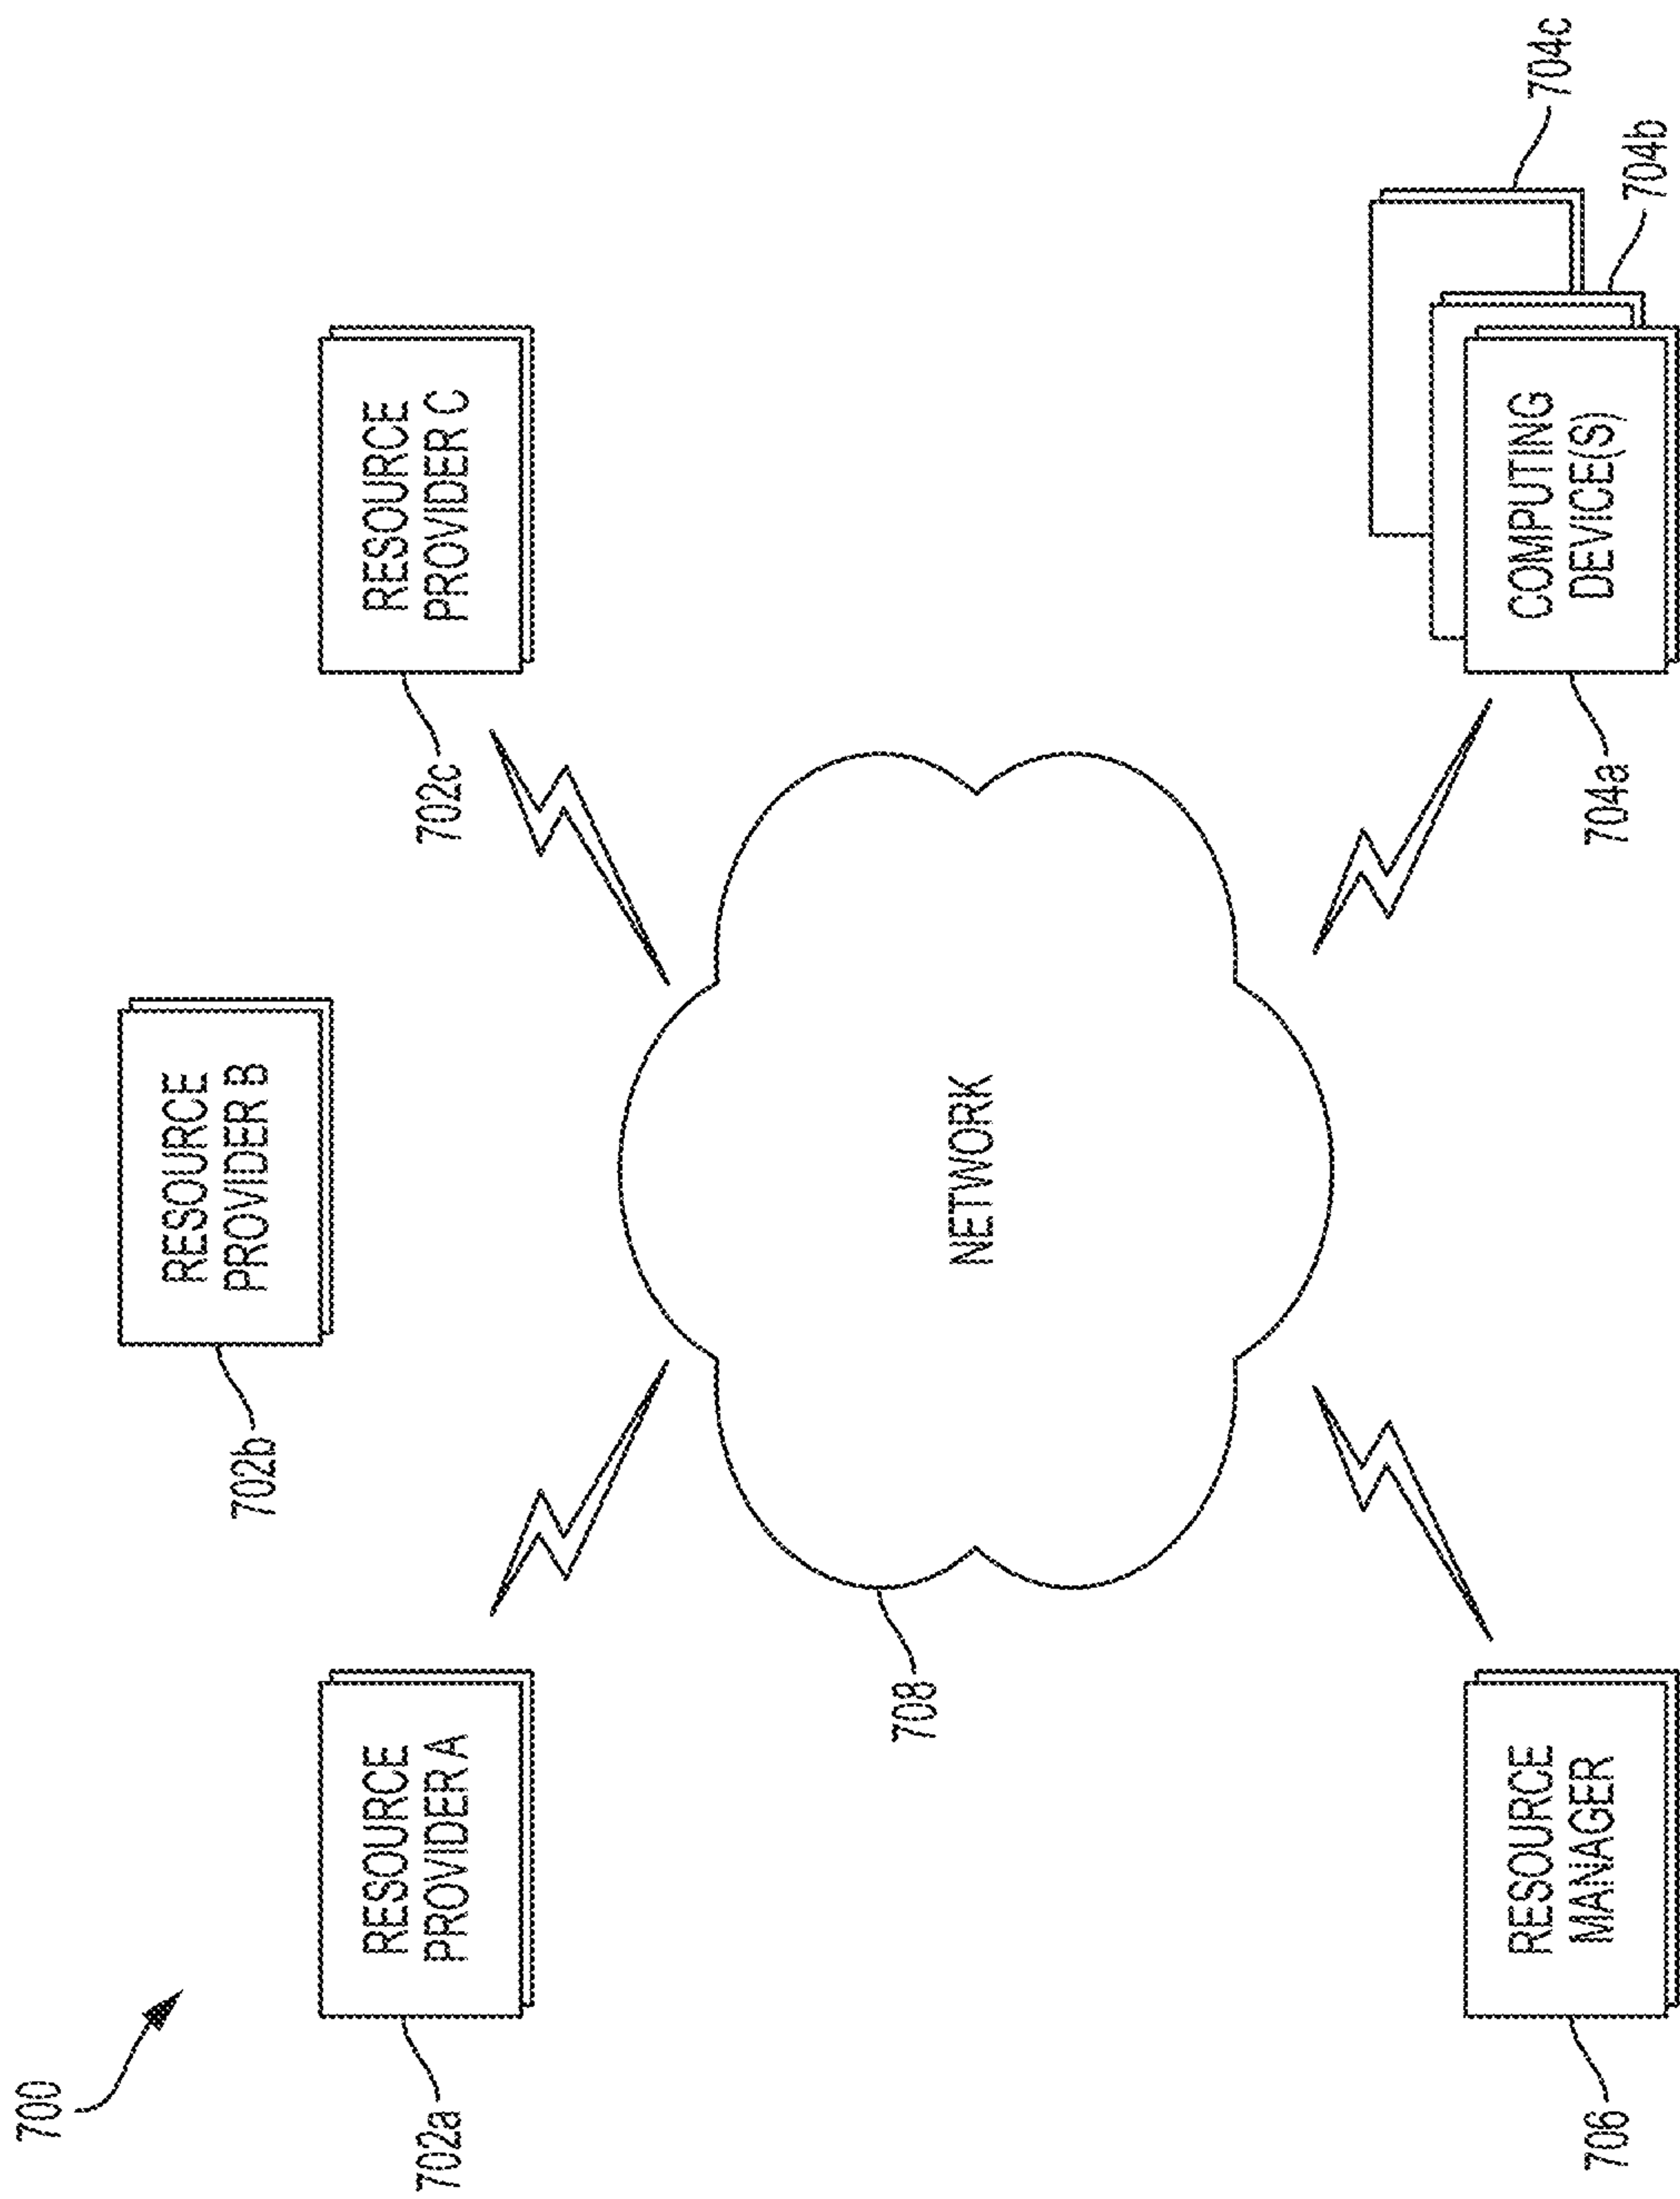 700
RESOURCE
PROVIDER B
702b
RESOURCE
PROVIDER A
702a
RESOURCE
PROVIDER C
702c
NETWORK
708
RESOURCE
MANAGER
706
COMPUTING
DEVICE(S)
704a
704b
704c